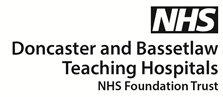 NHS
Doncaster and Bassetlaw
Teaching Hospitals
NHS Foundation Trust